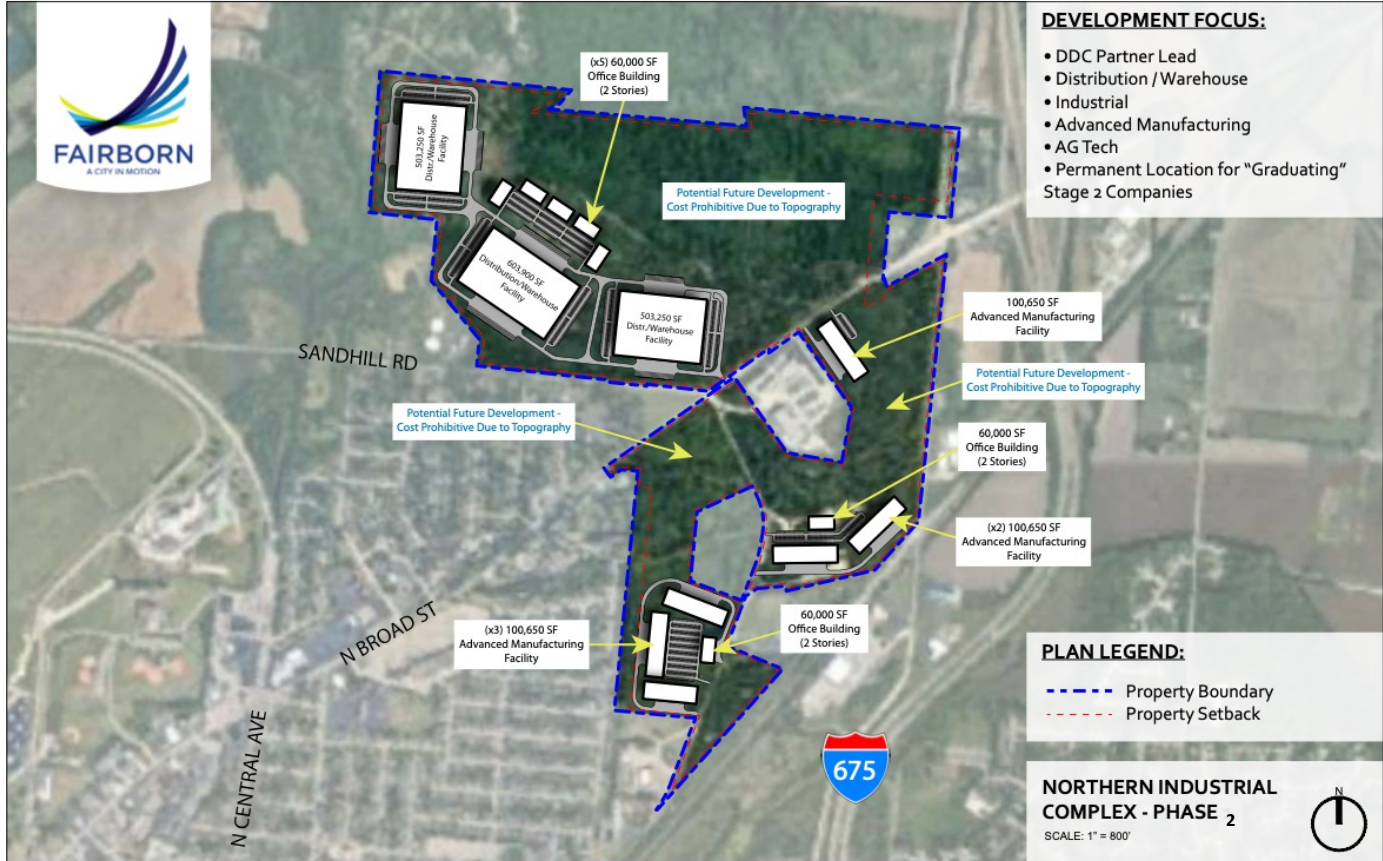 FAIRBORN
A CITY IN MOTION
(x5) 60,000 SF
Office Building
(2 Stories)
503,250 SF
Distr./Warehouse
Facility
Potential Future Development -
Cost Prohibitive Due to Topography
603,900 SF
Distribution/Warehouse
Facility
503,250 SF
Distr./Warehouse
Facility
SANDHILL RD
100,650 SF
Advanced Manufacturing
Facility
Potential Future Development -
Cost Prohibitive Due to Topography
Potential Future Development -
Cost Prohibitive Due to Topography
60,000 SF
Office Building
(2 Stories)
(x2) 100,650 SF
Advanced Manufacturing
Facility
N BROAD ST
(x3) 100,650 SF
Advanced Manufacturing
Facility
60,000 SF
Office Building
(2 Stories)
N CENTRAL AVE
675
DEVELOPMENT FOCUS:
• DDC Partner Lead
• Distribution / Warehouse
• Industrial
• Advanced Manufacturing
• AG Tech
• Permanent Location for “Graduating”
Stage 2 Companies
PLAN LEGEND:
Property Boundary
Property Setback
NORTHERN INDUSTRIAL
COMPLEX - PHASE 2
SCALE: 1" = 800'
N